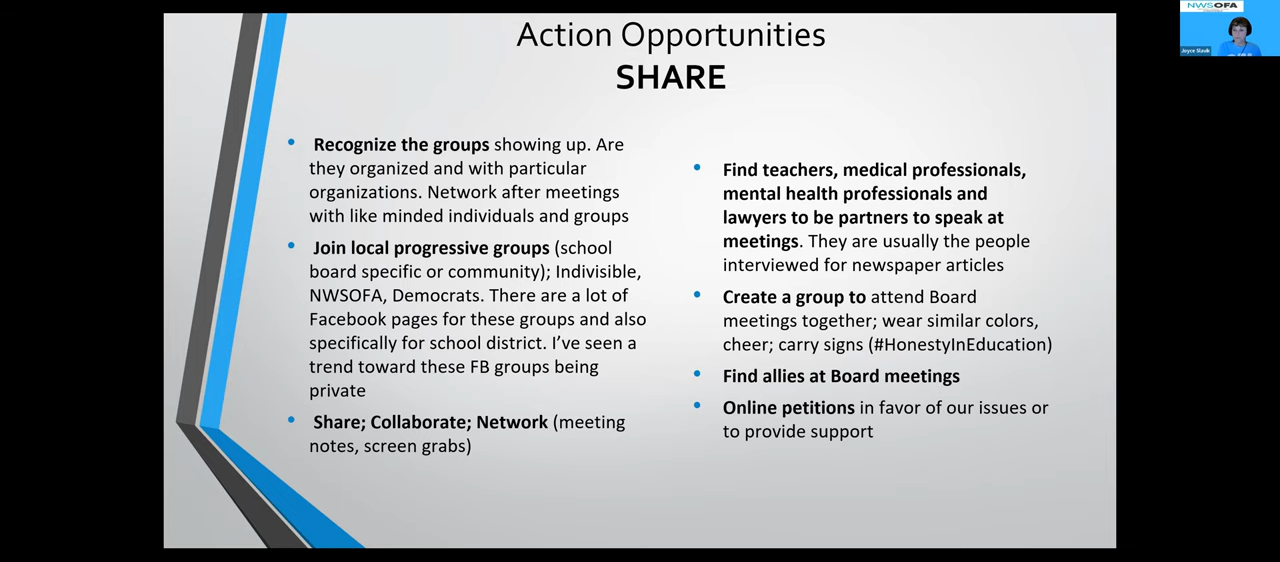 Action Opportunities
SHARE
• Recognize the groups showing up. Are
they organized and with particular
organizations. Network after meetings
with like minded individuals and groups
• Join local progressive groups (school
board specific or community); Indivisible,
NWSOFA, Democrats. There are a lot of
Facebook pages for these groups and also
specifically for school district. I’ve seen a
trend toward these FB groups being
private
• Share; Collaborate; Network (meeting
notes, screen grabs)
• Find teachers, medical professionals,
mental health professionals and
lawyers to be partners to speak at
meetings. They are usually the people
interviewed for newspaper articles
• Create a group to attend Board
meetings together; wear similar colors,
cheer; carry signs (#HonestyInEducation)
• Find allies at Board meetings
• Online petitions in favor of our issues or
to provide support
NWSOFA
Joyce Slavik